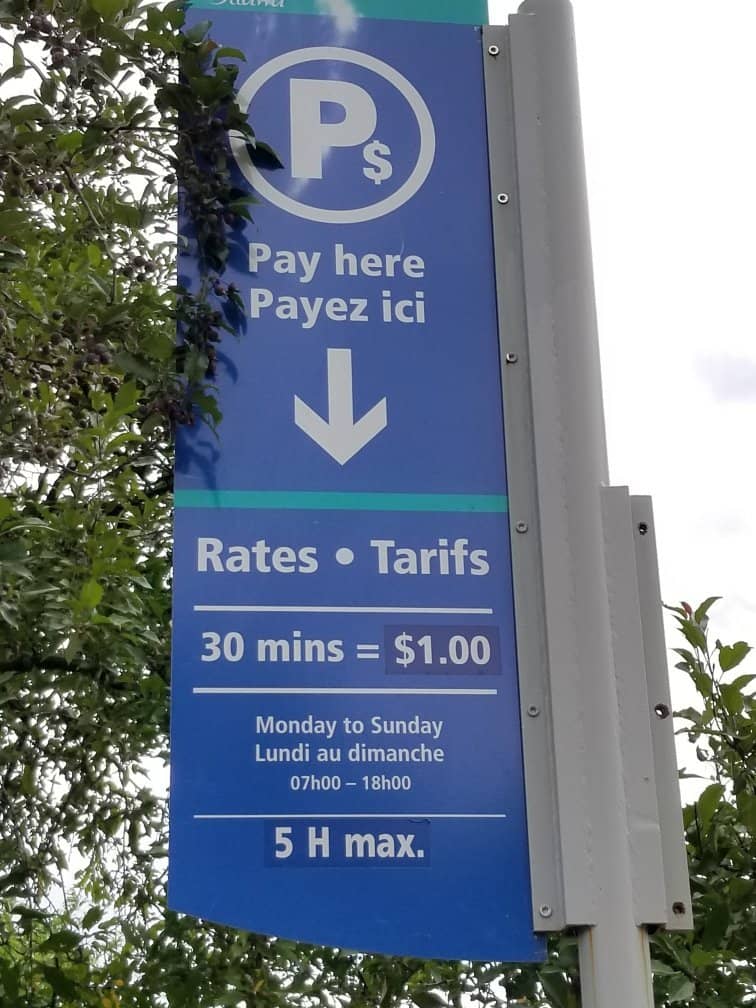 P$
Pay here
Payez ici
Rates • Tarifs
30 mins = $1.00
Monday to Sunday
Lundi au dimanche
07h00 – 18h00
5 H max.